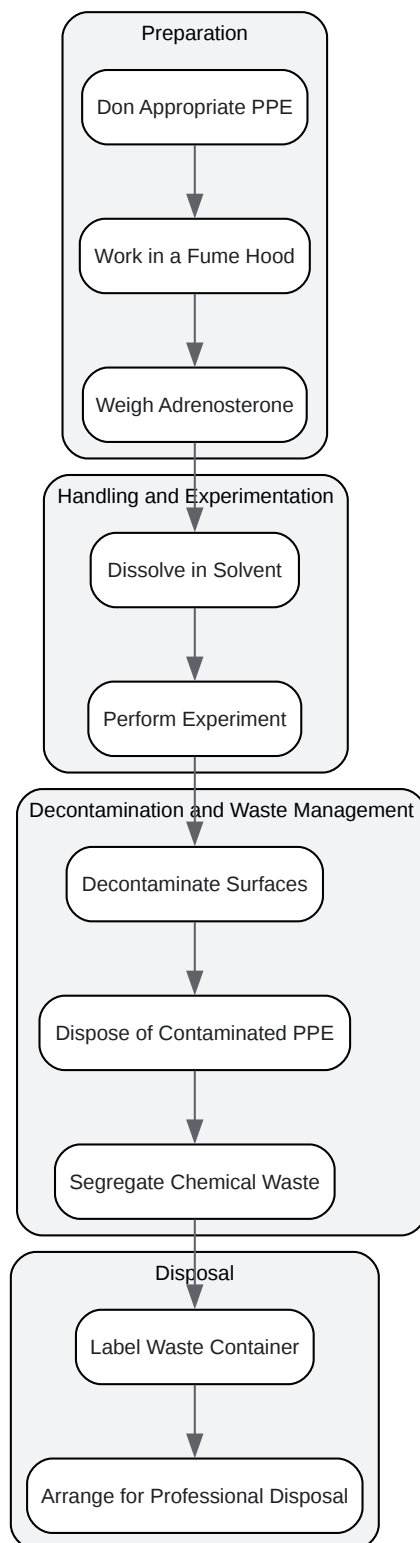 Preparation
Don Appropriate PPE
Work in a Fume Hood
Weigh Adrenosterone
Handling and Experimentation
Dissolve in Solvent
Perform Experiment
Decontamination and Waste Management
Decontaminate Surfaces
Dispose of Contaminated PPE
Segregate Chemical Waste
Disposal
Label Waste Container
Arrange for Professional Disposal